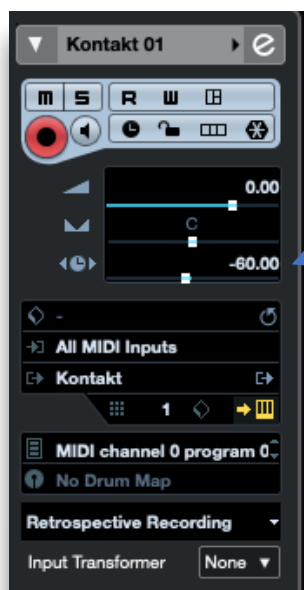 Kontakt 01
e
m S R W
0.00
C
-60.00
-
All MIDI Inputs
Kontakt
1
MIDI channel 0 program 0
No Drum Map
Retrospective Recording
Input Transformer None